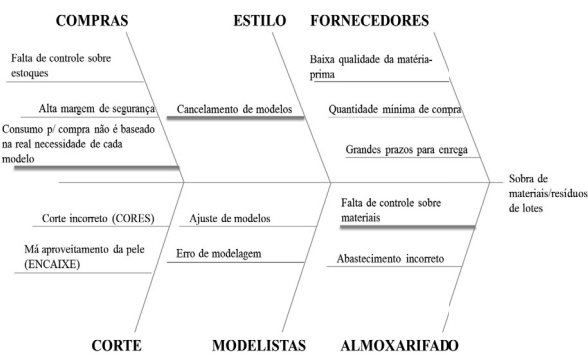 COMPRAS
ESTILO
FORNECEDORES
Falta de controle sobre
estoques
Alta margem de segurança
Consumo p/ compra não é baseado
na real necessidade de cada
modelo
Cancelamento de modelos
Baixa qualidade da matéria-
prima
Quantidade mínima de compra
Grandes prazos para enrega
Sobra de
materiais/resíduos
de lotes
Corte incorreto (CORES)
Má aproveitamento da pele
(ENCAIXE)
Ajuste de modelos
Erro de modelagem
Falta de controle sobre
materiais
Abastecimento incorreto
CORTE
MODELISTAS
ALMOXARIFADO